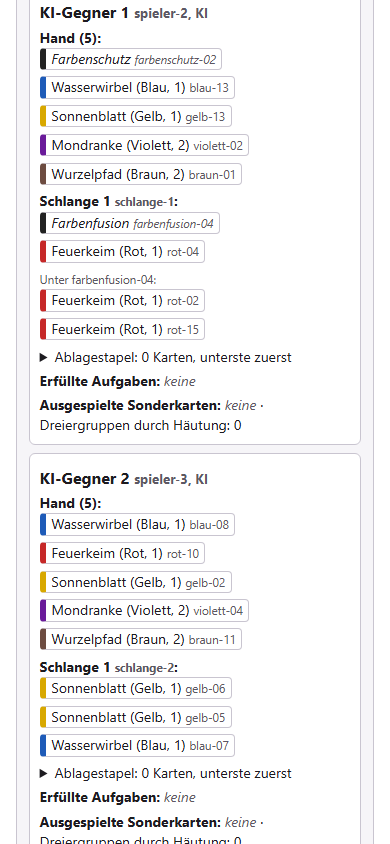 KI-Gegner 1 spieler-2, KI
Hand (5):
Farbenschutz farbenschutz-02
Wasserwirbel (Blau, 1) blau-13
Sonnenblatt (Gelb, 1) gelb-13
Mondranke (Violett, 2) violett-02
Wurzelpfad (Braun, 2) braun-01
Schlange 1 schlange-1:
Farbenfusion farbenfusion-04
Feuerkeim (Rot, 1) rot-04
Unter farbenfusion-04:
Feuerkeim (Rot, 1) rot-02
Feuerkeim (Rot, 1) rot-15
Ablagestapel: 0 Karten, unterste zuerst
Erfüllte Aufgaben: keine
Ausgespielte Sonderkarten: keine ·
Dreiergruppen durch Häutung: 0
KI-Gegner 2 spieler-3, KI
Hand (5):
Wasserwirbel (Blau, 1) blau-08
Feuerkeim (Rot, 1) rot-10
Sonnenblatt (Gelb, 1) gelb-02
Mondranke (Violett, 2) violett-04
Wurzelpfad (Braun, 2) braun-11
Schlange 1 schlange-2:
Sonnenblatt (Gelb, 1) gelb-06
Sonnenblatt (Gelb, 1) gelb-05
Wasserwirbel (Blau, 1) blau-07
Ablagestapel: 0 Karten, unterste zuerst
Erfüllte Aufgaben: keine
Ausgespielte Sonderkarten: keine ·
Dreiergruppen durch Häutung: 0